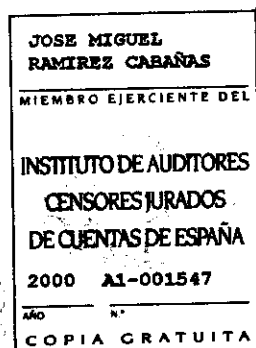 JOSE MIGUEL
RAMIREZ CABAÑAS
MIEMBRO EJERCIENTE DEL
INSTITUTO DE AUDITORES
CENSORES JURADOS
DE CUENTAS DE ESPAÑA
2000 A1-001547
AÑO N.º
COPIA GRATUITA